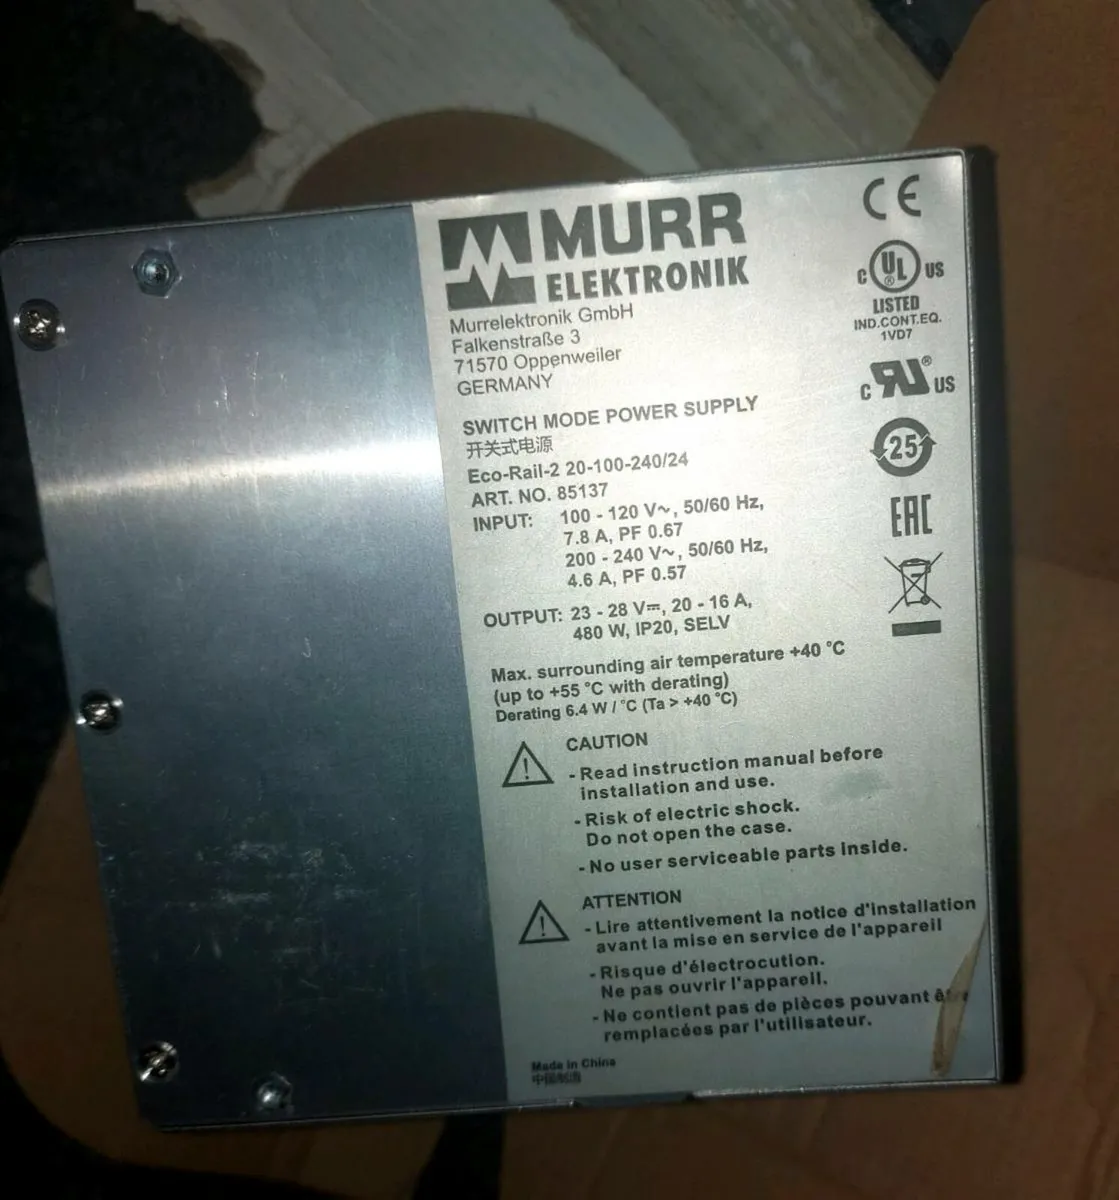 MURR
ELEKTRONIK
Murrelektronik GmbH
Falkenstraße 3
71570 Oppenweiler
GERMANY
SWITCH MODE POWER SUPPLY
开关式电源
Eco-Rail-2 20-100-240/24
ART. NO. 85137
INPUT: 100 - 120 V~, 50/60 Hz,
7.8 A, PF 0.67
200 - 240 V~, 50/60 Hz,
4.6 A, PF 0.57
OUTPUT: 23 - 28 V⎓, 20 - 16 A,
480 W, IP20, SELV
Max. surrounding air temperature +40 °C
(up to +55 °C with derating)
Derating 6.4 W / °C (Ta > +40 °C)
CAUTION
- Read instruction manual before
installation and use.
- Risk of electric shock.
Do not open the case.
- No user serviceable parts inside.
ATTENTION
- Lire attentivement la notice d'installation
avant la mise en service de l'appareil
- Risque d'électrocution.
Ne pas ouvrir l'appareil.
- Ne contient pas de pièces pouvant être
remplacées par l'utilisateur.
Made in China
中国制造
CE
C UL US
LISTED
IND.CONT.EQ.
1VD7
C RU® US
25
EAC